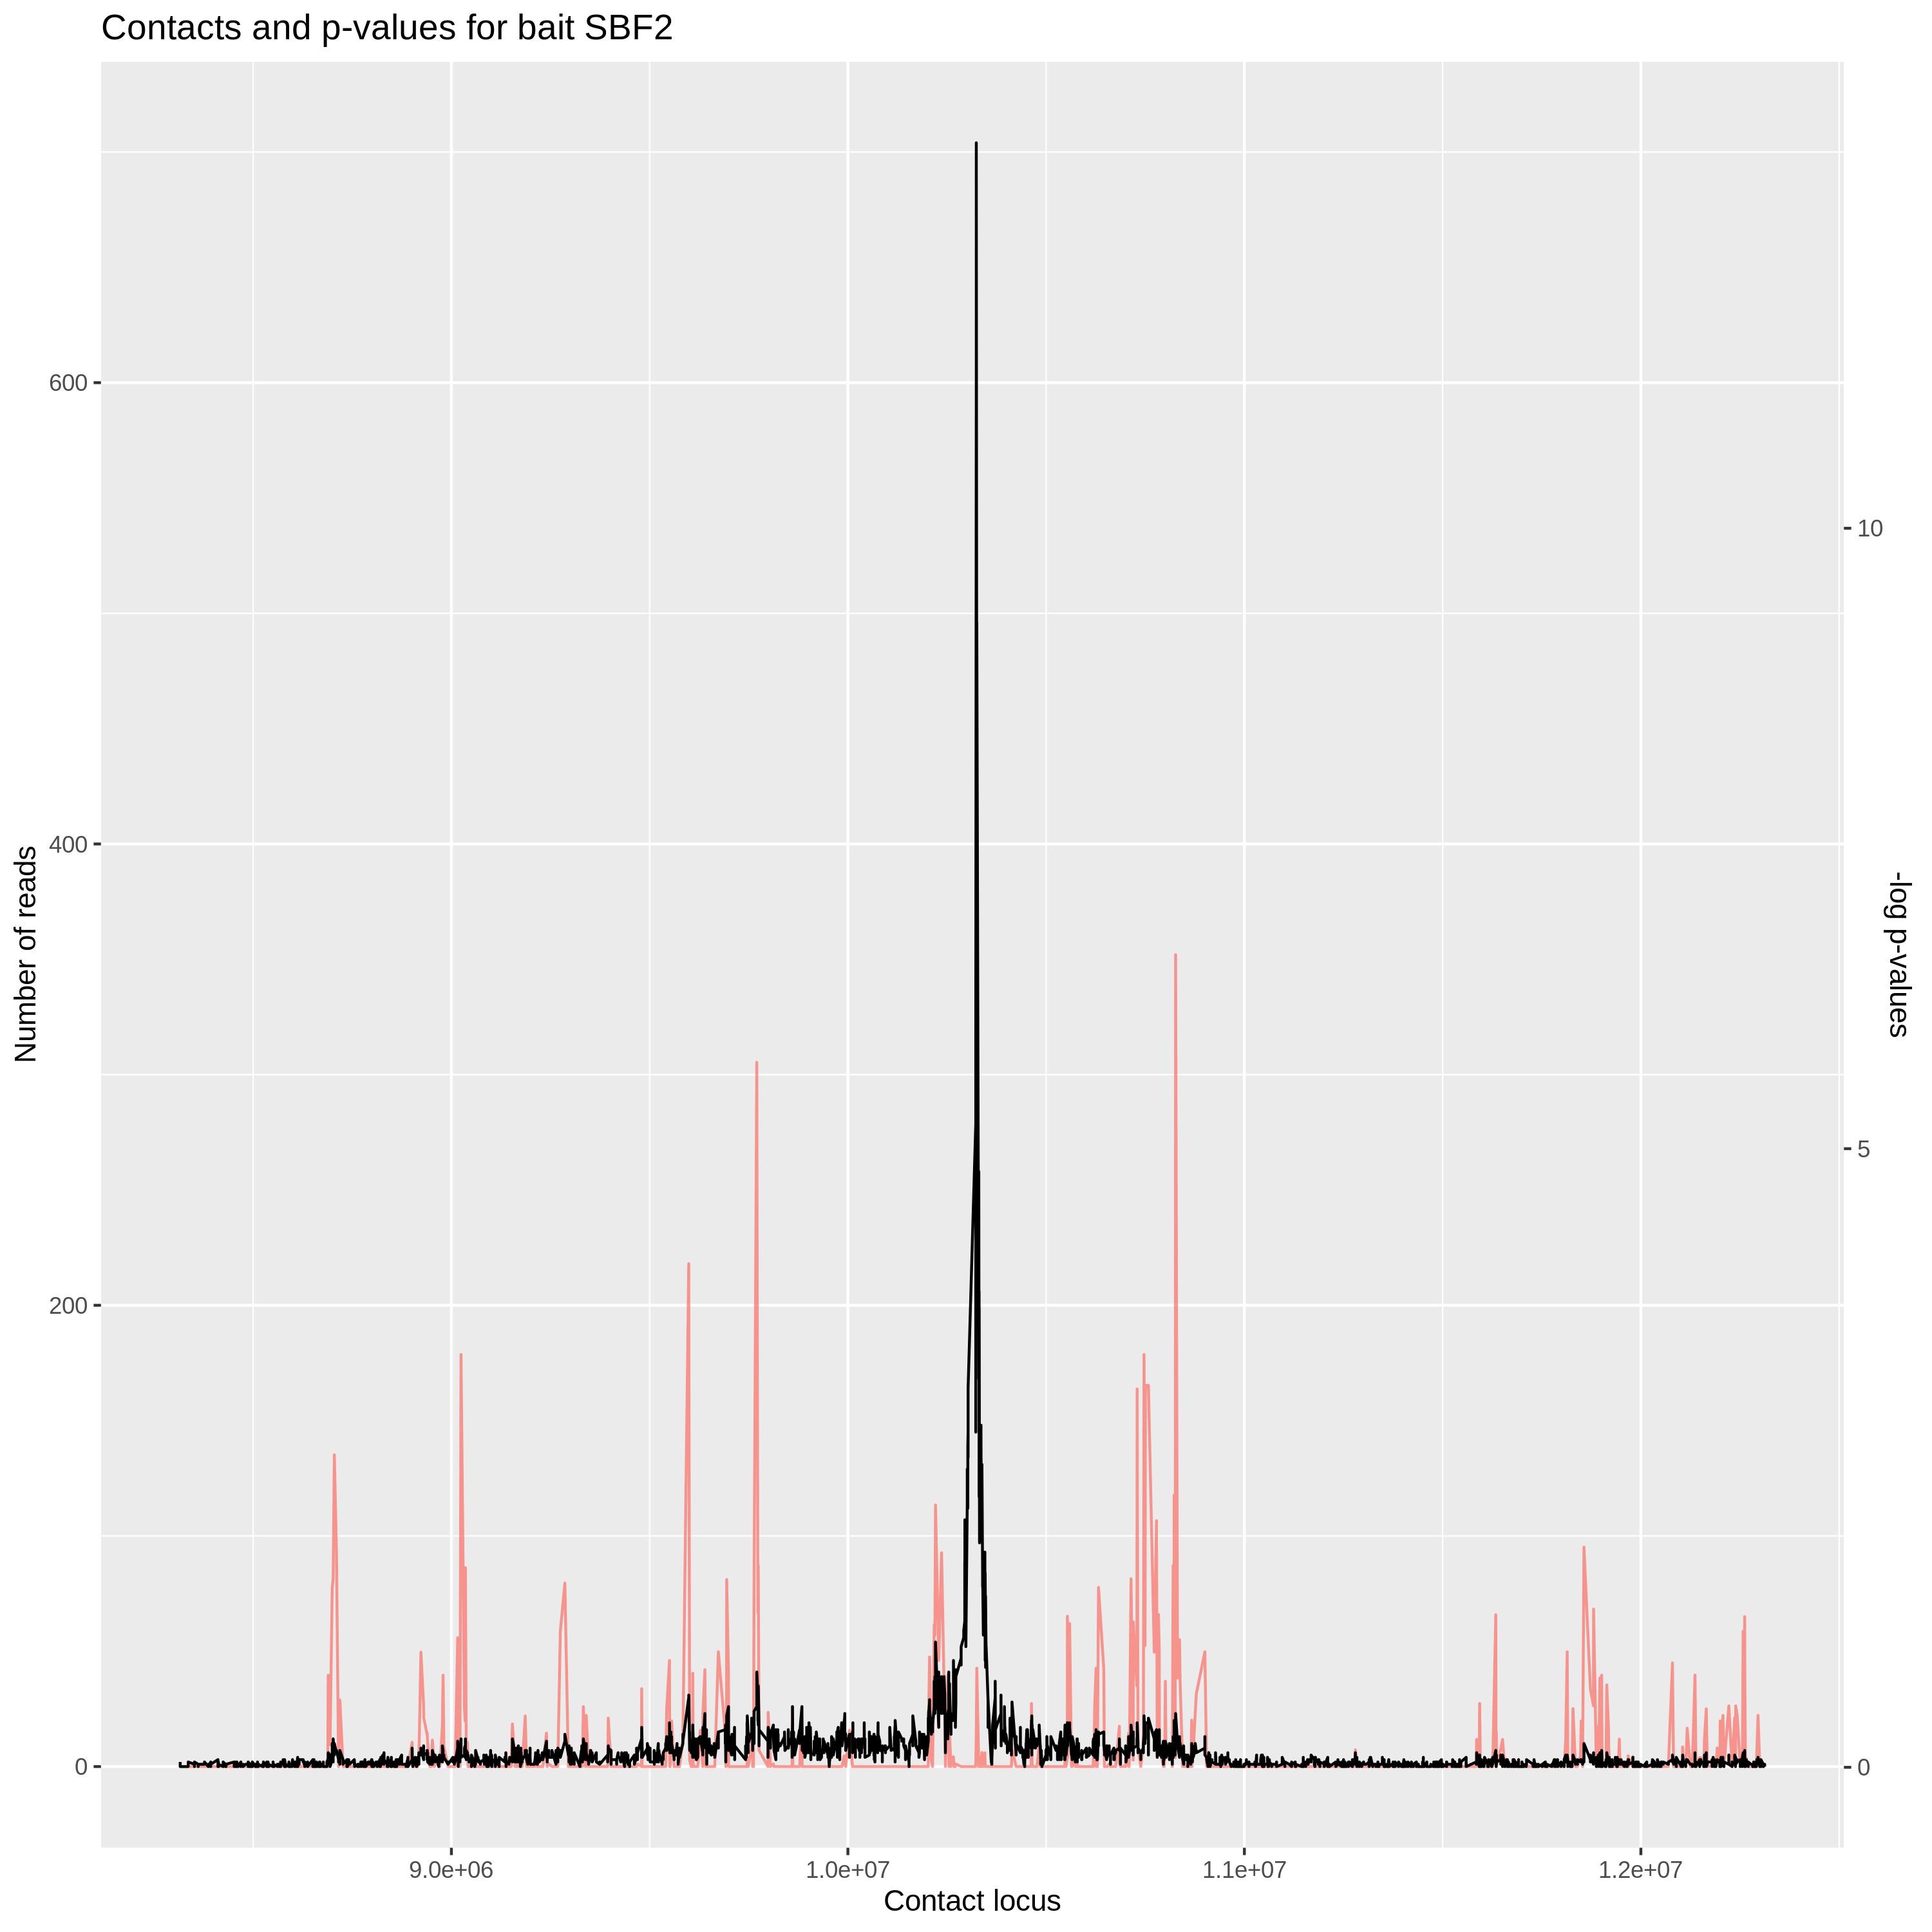 Contacts and p-values for bait SBF2
600
400
200
0
Number of reads
10
5
0
-log p-values
9.0e+06
1.0e+07
1.1e+07
1.2e+07
Contact locus